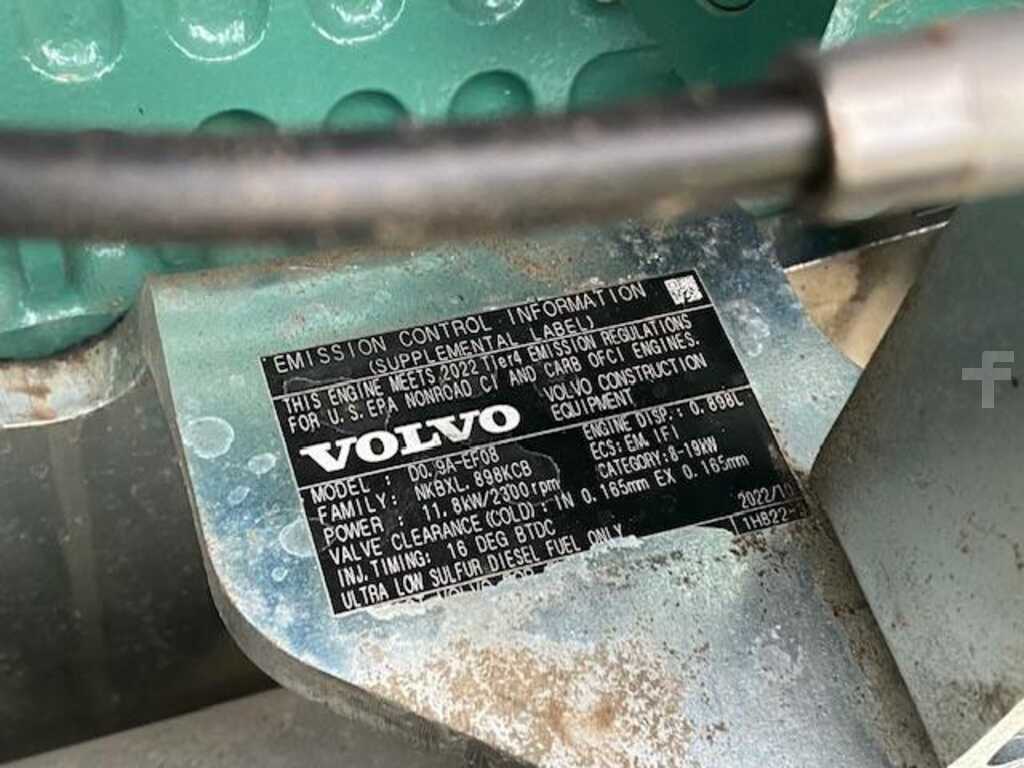 EMISSION CONTROL INFORMATION
(SUPPLEMENTAL LABEL)
THIS ENGINE MEETS 2022 Tier4 EMISSION REGULATIONS
FOR U.S. EPA NONROAD CI AND CARB OFCI ENGINES.
VOLVO VOLVO CONSTRUCTION
EQUIPMENT
MODEL : D0.9A-EF08 ENGINE DISP.: 0.898L
FAMILY: NKBXL.898KCB ECS: EM, IFI
POWER : 11.8kW/2300rpm CATEGORY: 8-19kW
VALVE CLEARANCE (COLD): IN 0.165mm EX 0.165mm
INJ.TIMING: 16 DEG BTDC 2022/10
ULTRA LOW SULFUR DIESEL FUEL ONLY 1H822-
VOLVO